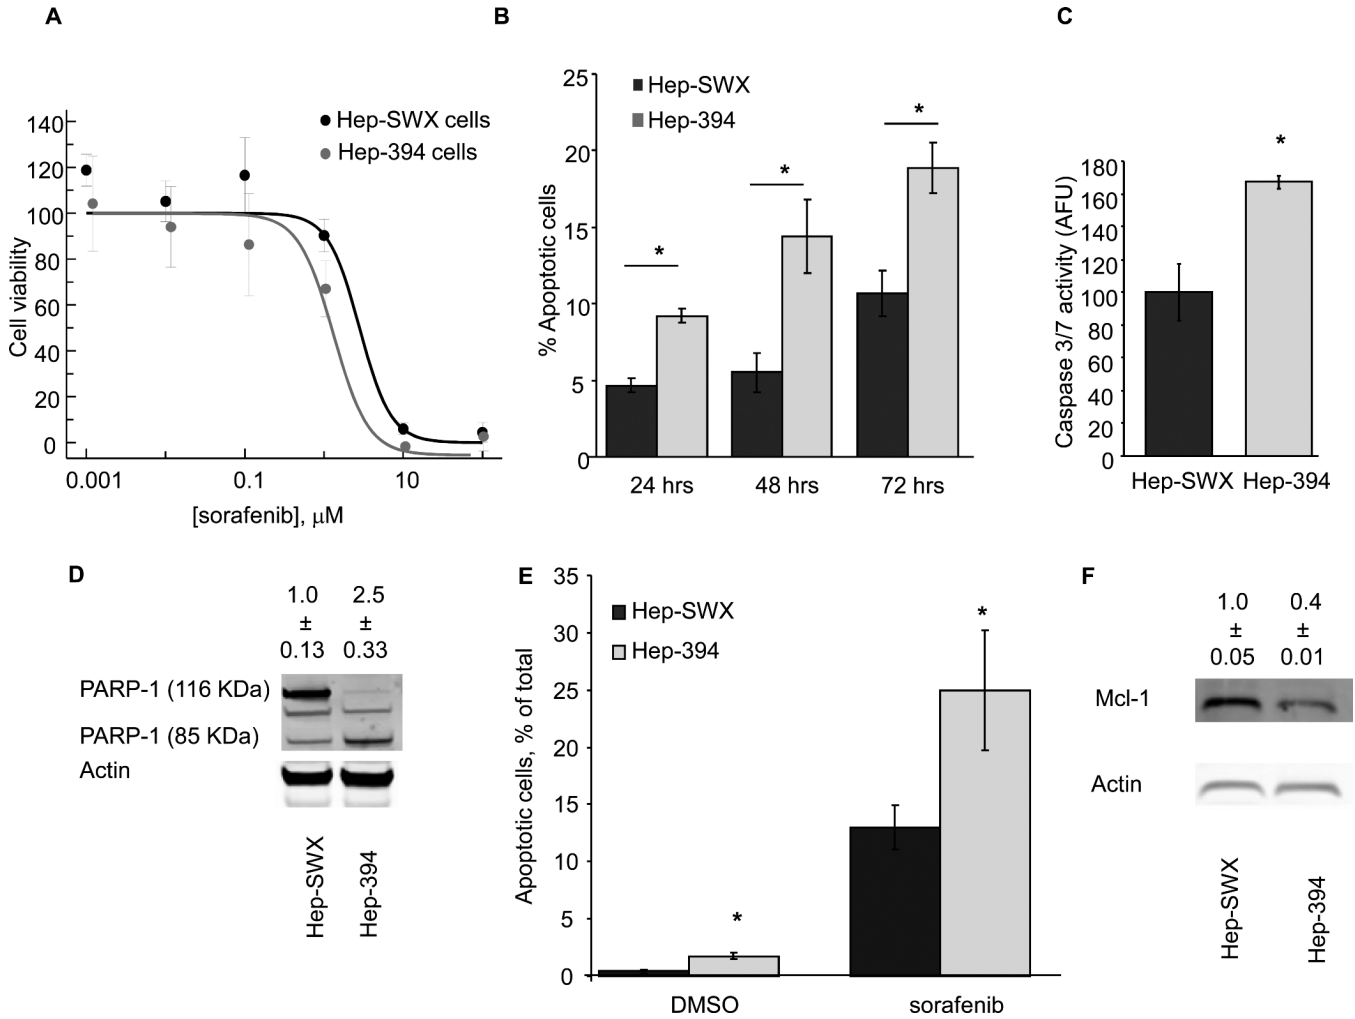 A
Hep-SWX cells
Hep-394 cells
Cell viability
140
120
100
80
60
40
20
0
0.001
0.1
10
[sorafenib], μM
B
Hep-SWX
Hep-394
% Apoptotic cells
25
20
15
10
5
0
*
*
*
24 hrs
48 hrs
72 hrs
C
Caspase 3/7 activity (AFU)
180
160
140
120
100
80
60
40
20
0
*
Hep-SWX
Hep-394
D
1.0 2.5
± ±
0.13 0.33
PARP-1 (116 KDa)
PARP-1 (85 KDa)
Actin
Hep-SWX
Hep-394
E
Hep-SWX
Hep-394
Apoptotic cells, % of total
35
30
25
20
15
10
5
0
*
*
DMSO
sorafenib
F
1.0 0.4
± ±
0.05 0.01
Mcl-1
Actin
Hep-SWX
Hep-394